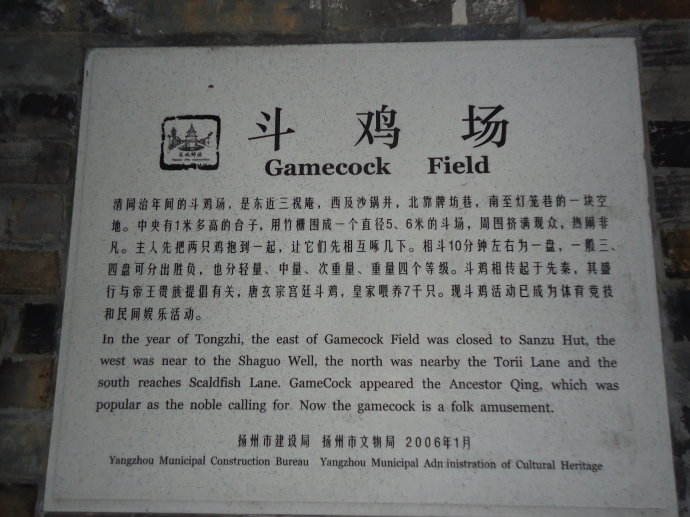 斗鸡场
Gamecock Field
清同治年间的斗鸡场，是东近三祝庵，西及沙锅井，北靠牌坊巷，南至灯笼巷的一块空
地。中央有1米多高的台子，用竹栅围成一个直径5、6米的斗场，周围挤满观众，热闹非
凡。主人先把两只鸡抱到一起，让它们先相互啄几下。相斗10分钟左右为一盘，一般三、
四盘可分出胜负，也分轻量、中量、次重量、重量四个等级。斗鸡相传起于先秦，其盛
行与帝王贵族提倡有关，唐玄宗宫廷斗鸡，皇家喂养7千只。现斗鸡活动已成为体育竞技
和民间娱乐活动。
In the year of Tongzhi, the east of Gamecock Field was closed to Sanzu Hut, the
west was near to the Shaguo Well, the north was nearby the Torii Lane and the
south reaches Scaldfish Lane. GameCock appeared the Ancestor Qing, which was
popular as the noble calling for. Now the gamecock is a folk amusement.
扬州市建设局 扬州市文物局 2006年1月
Yangzhou Municipal Construction Bureau Yangzhou Municipal Adn inistration of Cultural Heritage